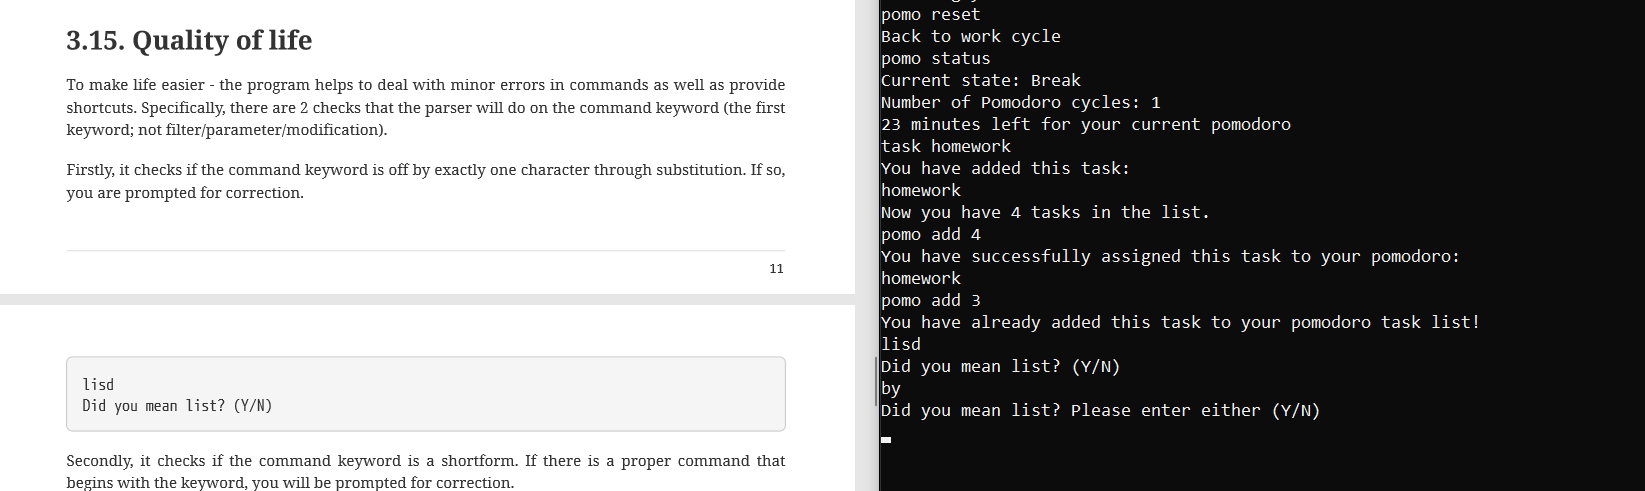 3.15. Quality of life
To make life easier - the program helps to deal with minor errors in commands as well as provide
shortcuts. Specifically, there are 2 checks that the parser will do on the command keyword (the first
keyword; not filter/parameter/modification).
Firstly, it checks if the command keyword is off by exactly one character through substitution. If so,
you are prompted for correction.
11
lisd
Did you mean list? (Y/N)
Secondly, it checks if the command keyword is a shortform. If there is a proper command that
begins with the keyword, you will be prompted for correction.
pomo reset
Back to work cycle
pomo status
Current state: Break
Number of Pomodoro cycles: 1
23 minutes left for your current pomodoro
task homework
You have added this task:
homework
Now you have 4 tasks in the list.
pomo add 4
You have successfully assigned this task to your pomodoro:
homework
pomo add 3
You have already added this task to your pomodoro task list!
lisd
Did you mean list? (Y/N)
by
Did you mean list? Please enter either (Y/N)